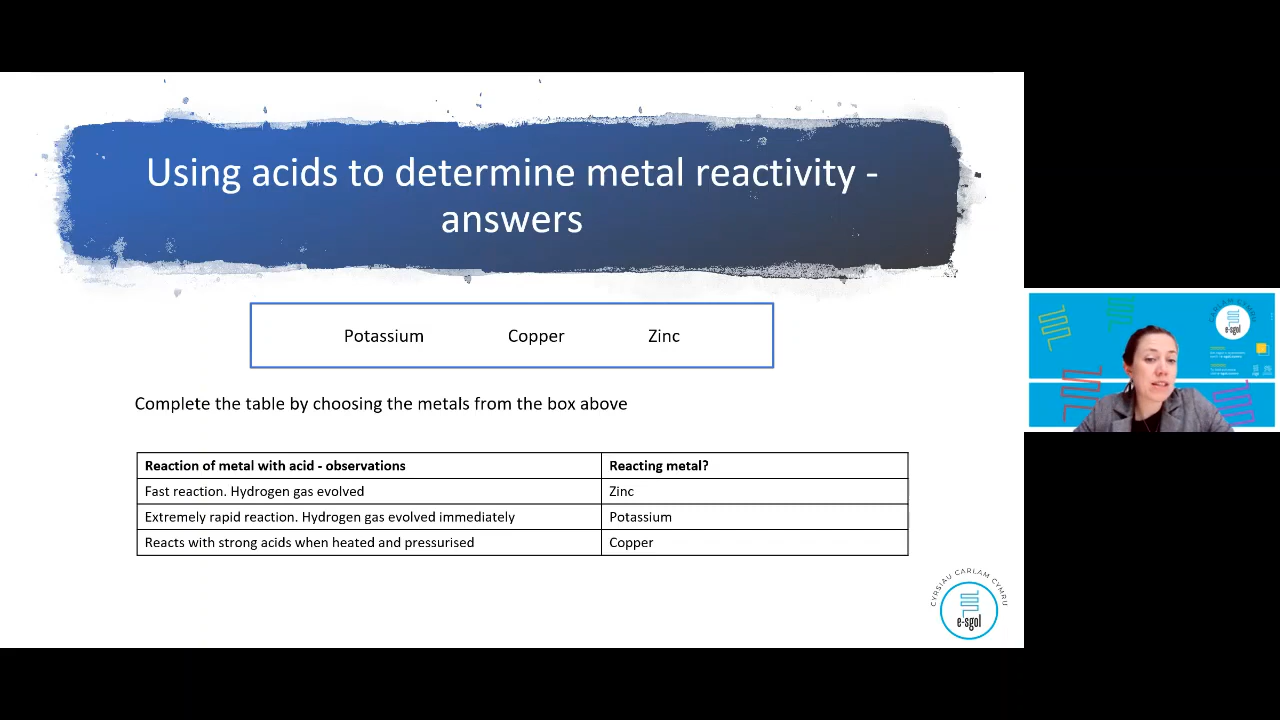 Using acids to determine metal reactivity -
answers
Potassium Copper Zinc
Complete the table by choosing the metals from the box above
Reaction of metal with acid - observations Reacting metal?
Fast reaction. Hydrogen gas evolved Zinc
Extremely rapid reaction. Hydrogen gas evolved immediately Potassium
Reacts with strong acids when heated and pressurised Copper
CYRSIAU CARLAM CYMRU
e-sgol
e-sgol